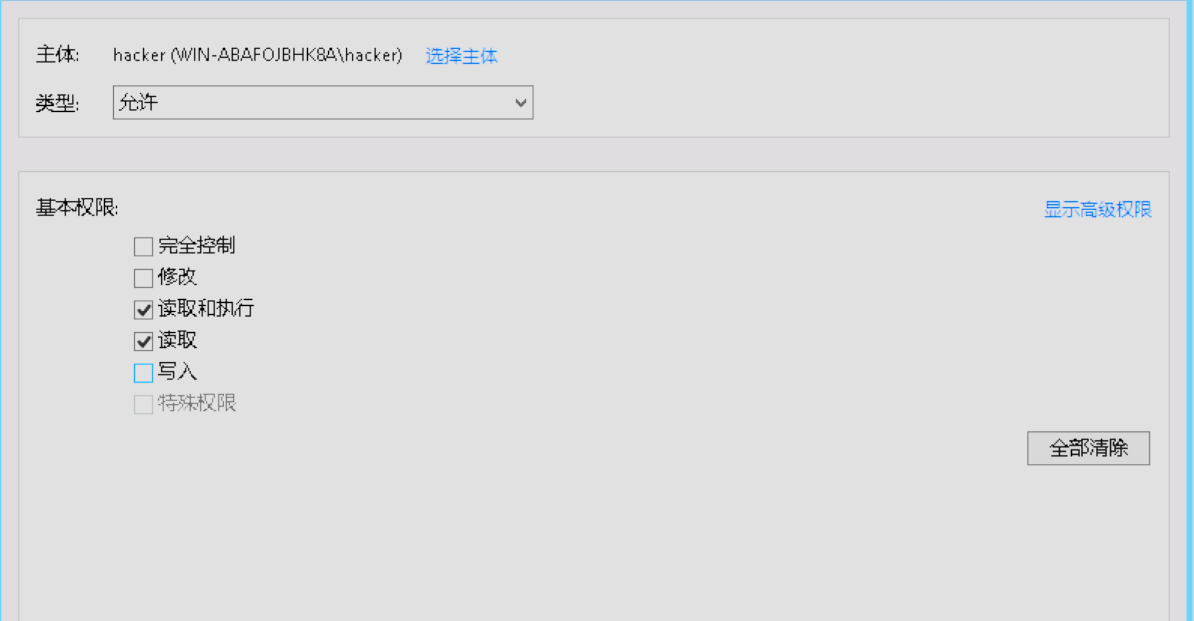 主体: hacker (WIN-ABAFOJBHK8A\hacker) 选择主体
类型: 允许
基本权限: 显示高级权限
完全控制
修改
读取和执行
读取
写入
特殊权限
全部清除